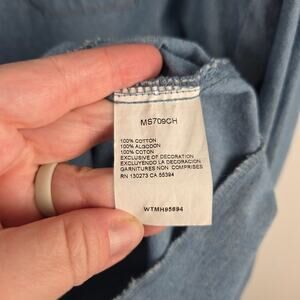 MS709CH
100% COTTON
100% ALGODON
100% COTON
EXCLUSIVE OF DECORATION
EXCLUYENDO LA DECORACION
GARNITURES NON COMPRISES
RN 130273 CA 55394
WTMH95894